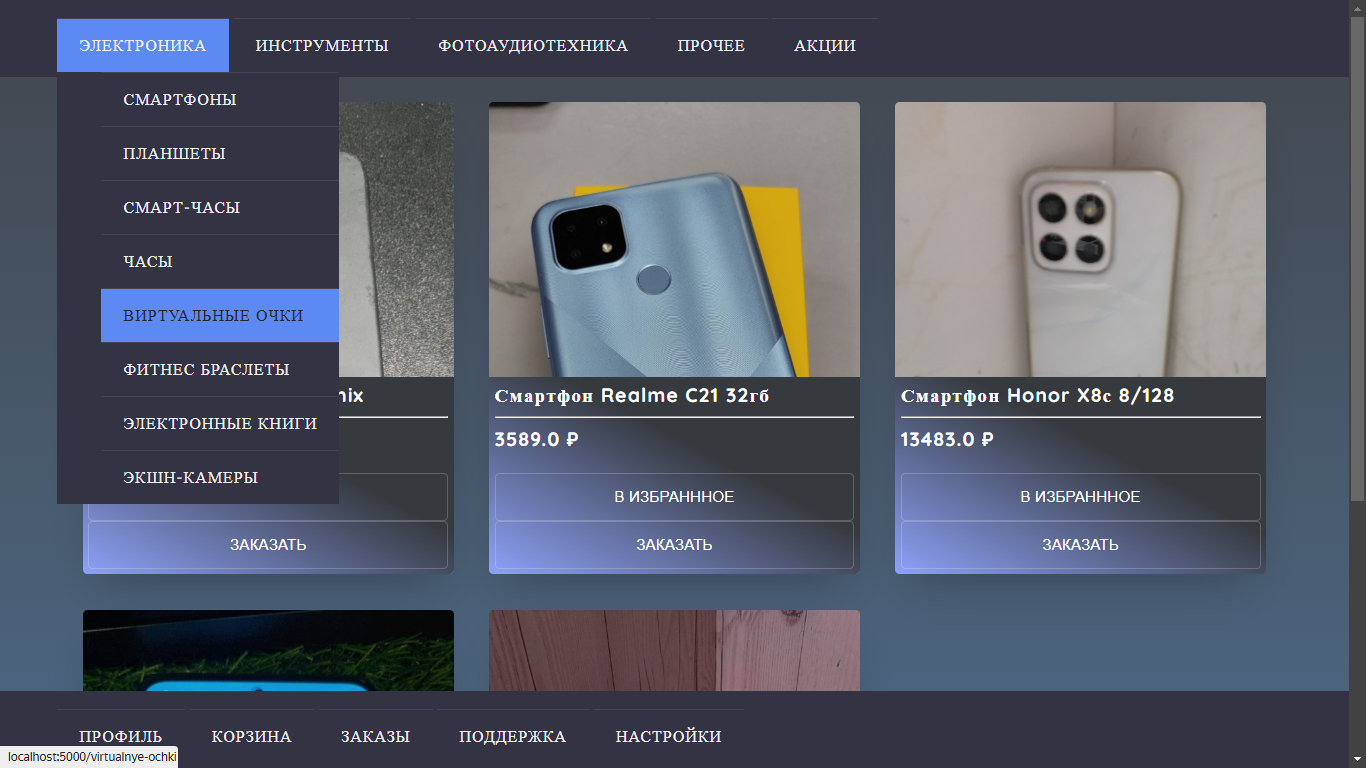 ЭЛЕКТРОНИКА ИНСТРУМЕНТЫ ФОТОАУДИОТЕХНИКА ПРОЧЕЕ АКЦИИ
СМАРТФОНЫ
ПЛАНШЕТЫ
СМАРТ-ЧАСЫ
ЧАСЫ
ВИРТУАЛЬНЫЕ ОЧКИ
ФИТНЕС БРАСЛЕТЫ
ЭЛЕКТРОННЫЕ КНИГИ
ЭКШН-КАМЕРЫ
Смартфон Realme C21 32гб
3589.0 ₽
В ИЗБРАНННОЕ
ЗАКАЗАТЬ
Смартфон Honor X8c 8/128
13483.0 ₽
В ИЗБРАНННОЕ
ЗАКАЗАТЬ
ЗАКАЗАТЬ
ПРОФИЛЬ КОРЗИНА ЗАКАЗЫ ПОДДЕРЖКА НАСТРОЙКИ
localhost:5000/virtualnye-ochki